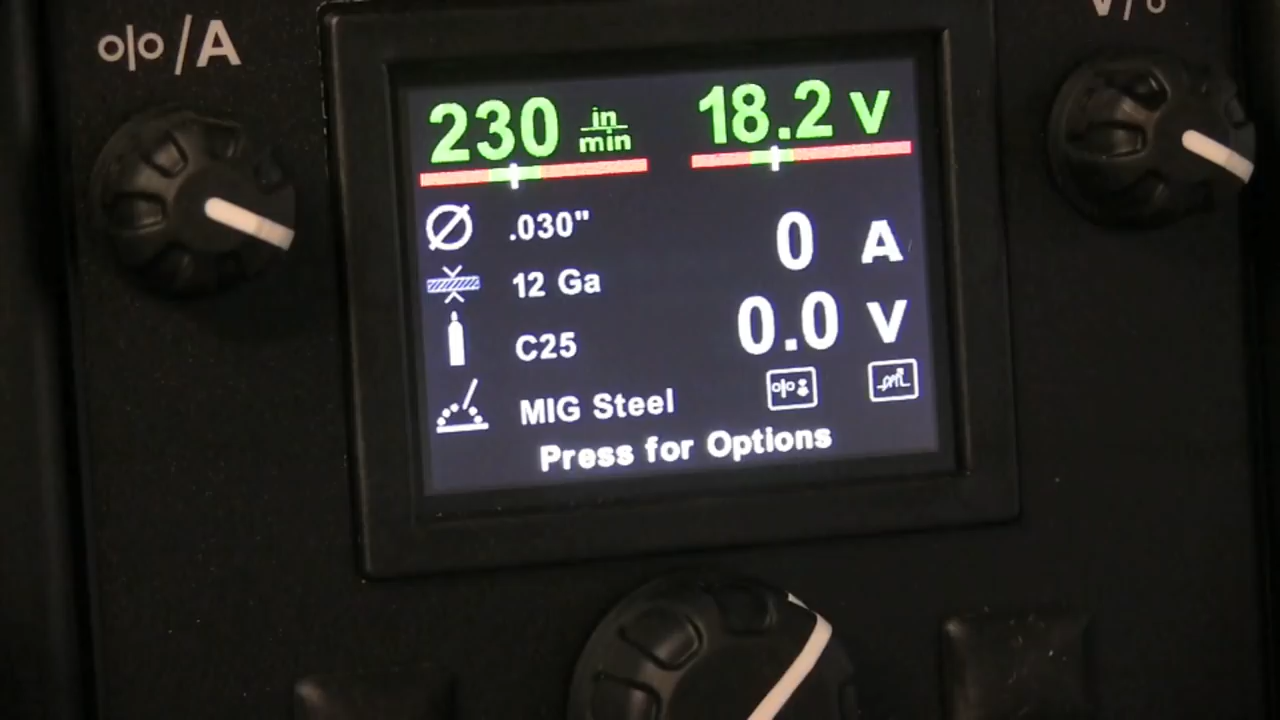 /A
V/
230 in/min 18.2 V
.030" 0 A
12 Ga
C25 0.0 V
MIG Steel
Press for Options